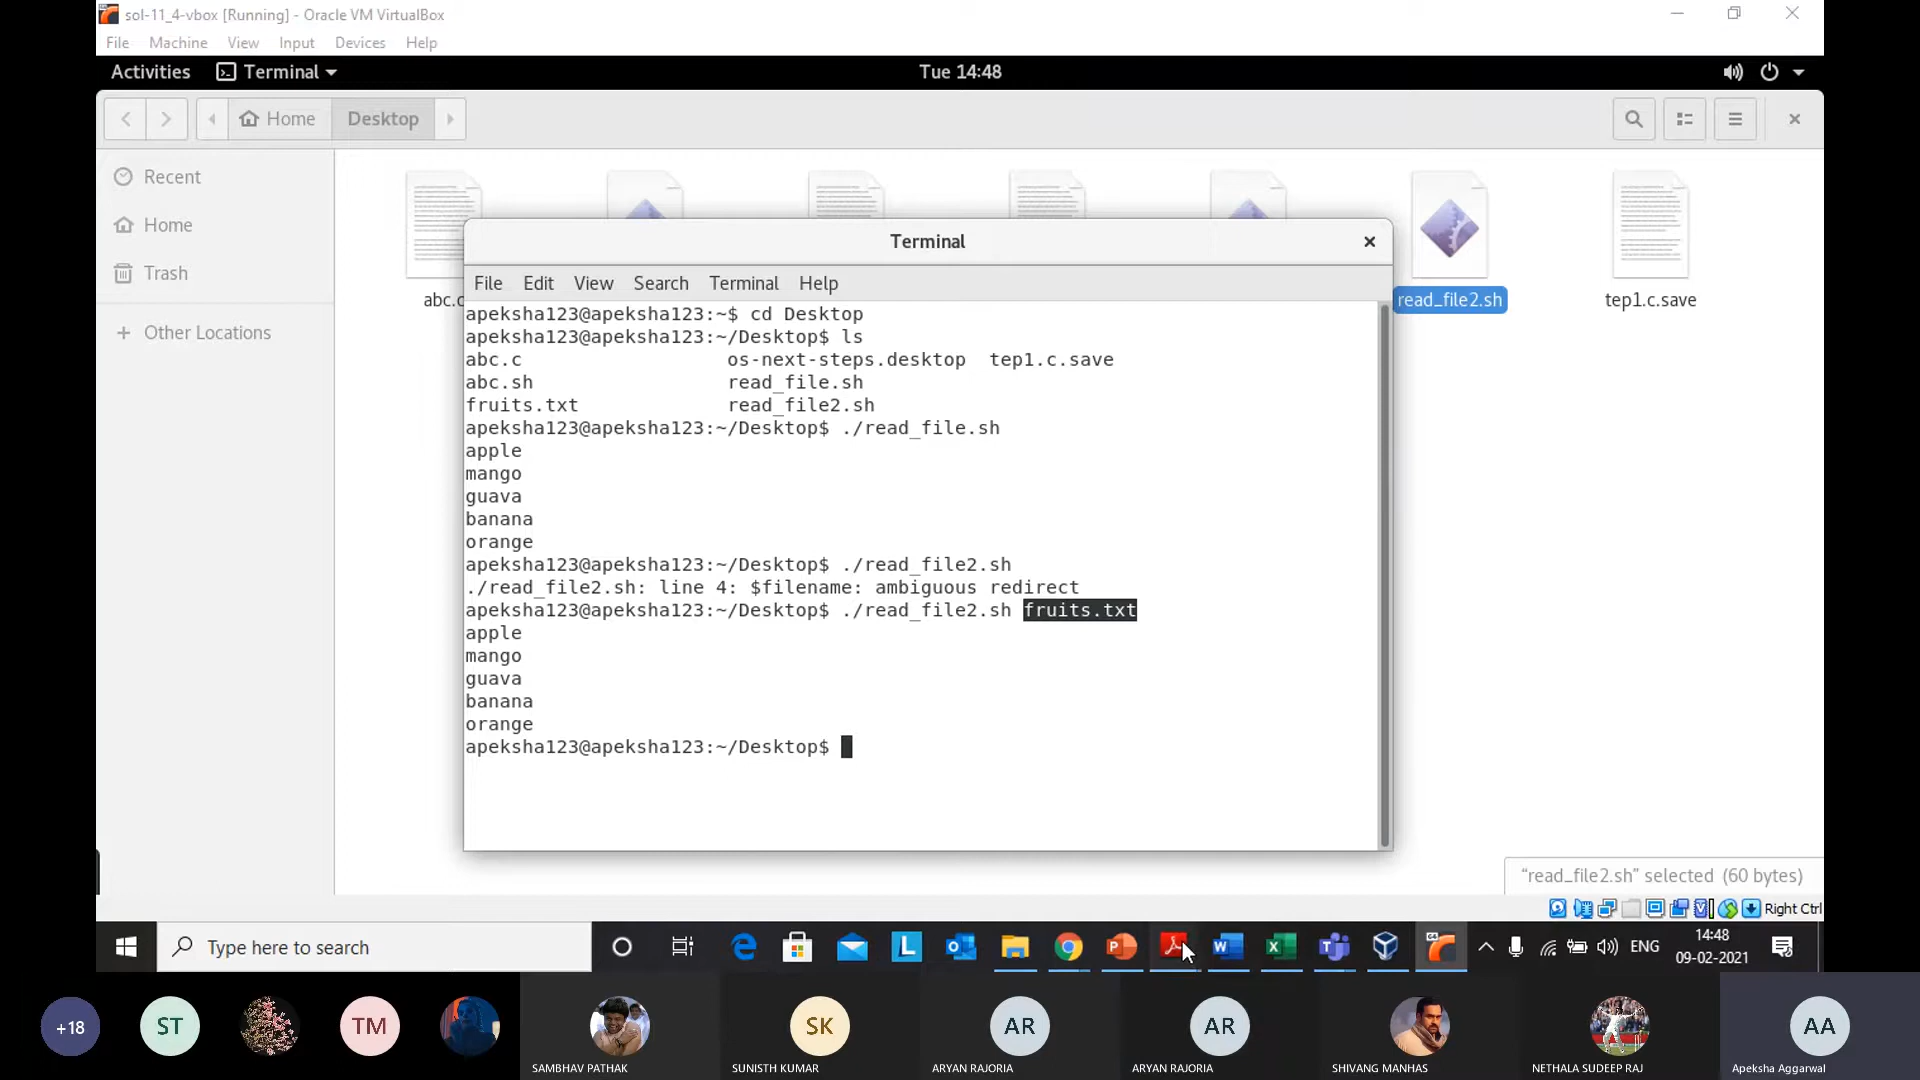 sol-11_4-vbox [Running] - Oracle VM VirtualBox
File Machine View Input Devices Help
Activities Terminal Tue 14:48
Home Desktop
Recent
Home
Trash
Other Locations
abc.c
read_file2.sh
tep1.c.save
Terminal
File Edit View Search Terminal Help
apeksha123@apeksha123:~$ cd Desktop
apeksha123@apeksha123:~/Desktop$ ls
abc.c os-next-steps.desktop tep1.c.save
abc.sh read_file.sh
fruits.txt read_file2.sh
apeksha123@apeksha123:~/Desktop$ ./read_file.sh
apple
mango
guava
banana
orange
apeksha123@apeksha123:~/Desktop$ ./read_file2.sh
./read_file2.sh: line 4: $filename: ambiguous redirect
apeksha123@apeksha123:~/Desktop$ ./read_file2.sh fruits.txt
apple
mango
guava
banana
orange
apeksha123@apeksha123:~/Desktop$
"read_file2.sh" selected (60 bytes)
Right Ctrl
Type here to search
L
ENG
14:48
09-02-2021
+18
ST
TM
SK
AR
AR
AA
SAMBHAV PATHAK
SUNISTH KUMAR
ARYAN RAJORIA
ARYAN RAJORIA
SHIVANG MANHAS
NETHALA SUDEEP RAJ
Apeksha Aggarwal